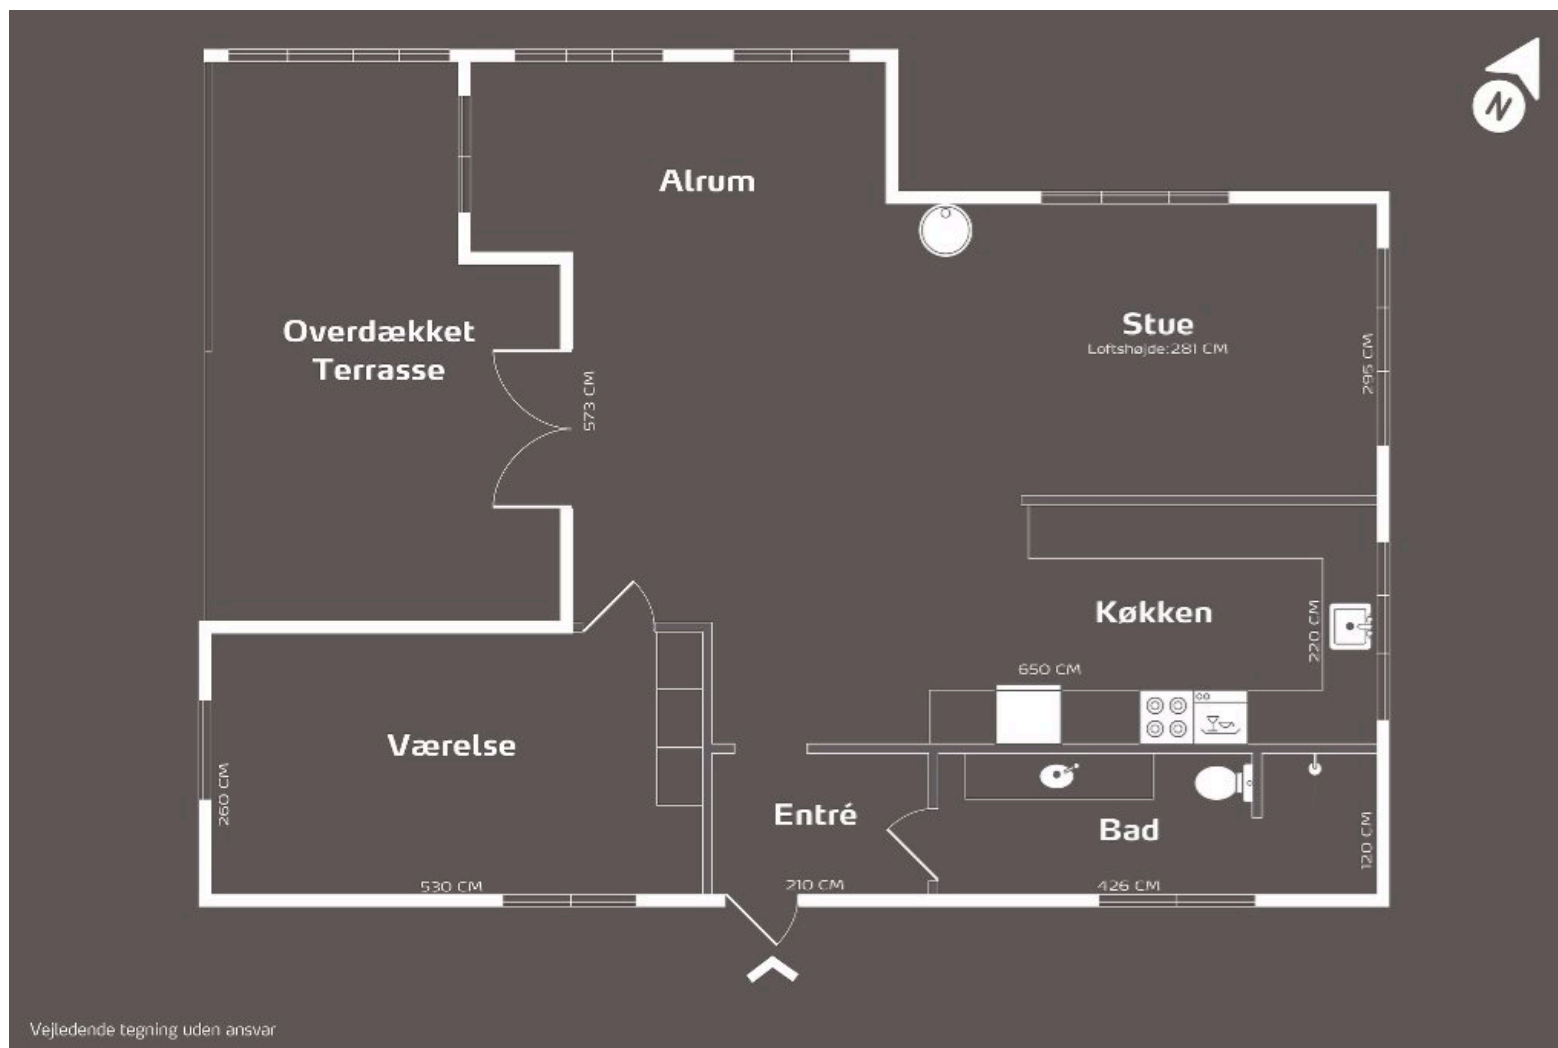 N
Alrum
Overdækket
Terrasse
Stue
Loftshøjde:281 CM
295 CM
573 CM
Køkken
220 CM
650 CM
Værelse
260 CM
530 CM
Entré
210 CM
Bad
120 CM
426 CM
Vejledende tegning uden ansvar